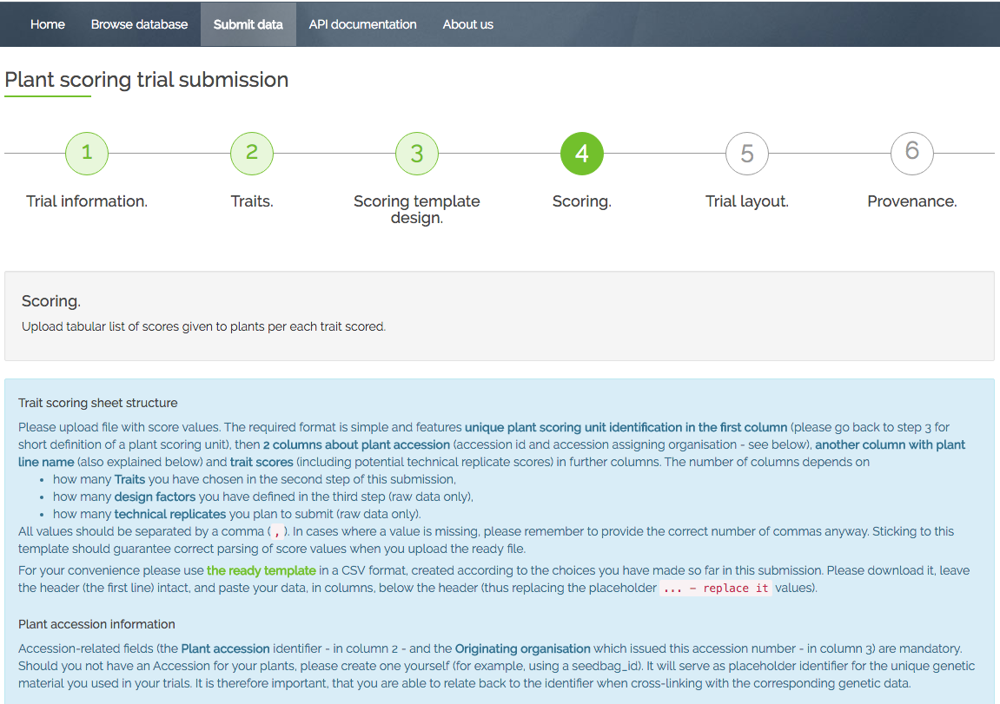 Home Browse database Submit data API documentation About us
Plant scoring trial submission
1 2 3 4 5 6
Trial information. Traits. Scoring template design. Scoring. Trial layout. Provenance.
Scoring.
Upload tabular list of scores given to plants per each trait scored.
Trait scoring sheet structure
Please upload file with score values. The required format is simple and features unique plant scoring unit identification in the first column (please go back to step 3 for
short definition of a plant scoring unit), then 2 columns about plant accession (accession id and accession assigning organisation - see below), another column with plant
line name (also explained below) and trait scores (including potential technical replicate scores) in further columns. The number of columns depends on
• how many Traits you have chosen in the second step of this submission,
• how many design factors you have defined in the third step (raw data only),
• how many technical replicates you plan to submit (raw data only).
All values should be separated by a comma ( , ). In cases where a value is missing, please remember to provide the correct number of commas anyway. Sticking to this
template should guarantee correct parsing of score values when you upload the ready file.
For your convenience please use the ready template in a CSV format, created according to the choices you have made so far in this submission. Please download it, leave
the header (the first line) intact, and paste your data, in columns, below the header (thus replacing the placeholder ... - replace it values).
Plant accession information
Accession-related fields (the Plant accession identifier - in column 2 - and the Originating organisation which issued this accession number - in column 3) are mandatory.
Should you not have an Accession for your plants, please create one yourself (for example, using a seedbag_id). It will serve as placeholder identifier for the unique genetic
material you used in your trials. It is therefore important, that you are able to relate back to the identifier when cross-linking with the corresponding genetic data.